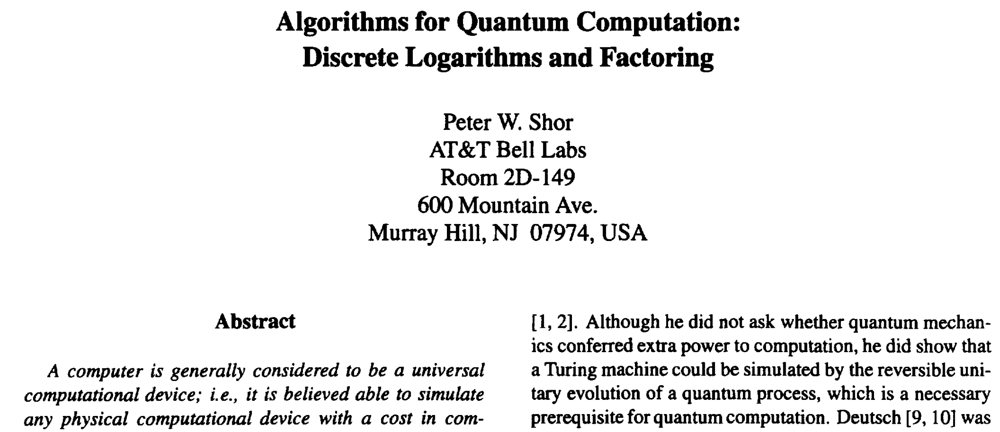 Algorithms for Quantum Computation:
Discrete Logarithms and Factoring
Peter W. Shor
AT&T Bell Labs
Room 2D-149
600 Mountain Ave.
Murray Hill, NJ 07974, USA
Abstract
A computer is generally considered to be a universal
computational device; i.e., it is believed able to simulate
any physical computational device with a cost in com-
[1, 2]. Although he did not ask whether quantum mechan-
ics conferred extra power to computation, he did show that
a Turing machine could be simulated by the reversible uni-
tary evolution of a quantum process, which is a necessary
prerequisite for quantum computation. Deutsch [9, 10] was